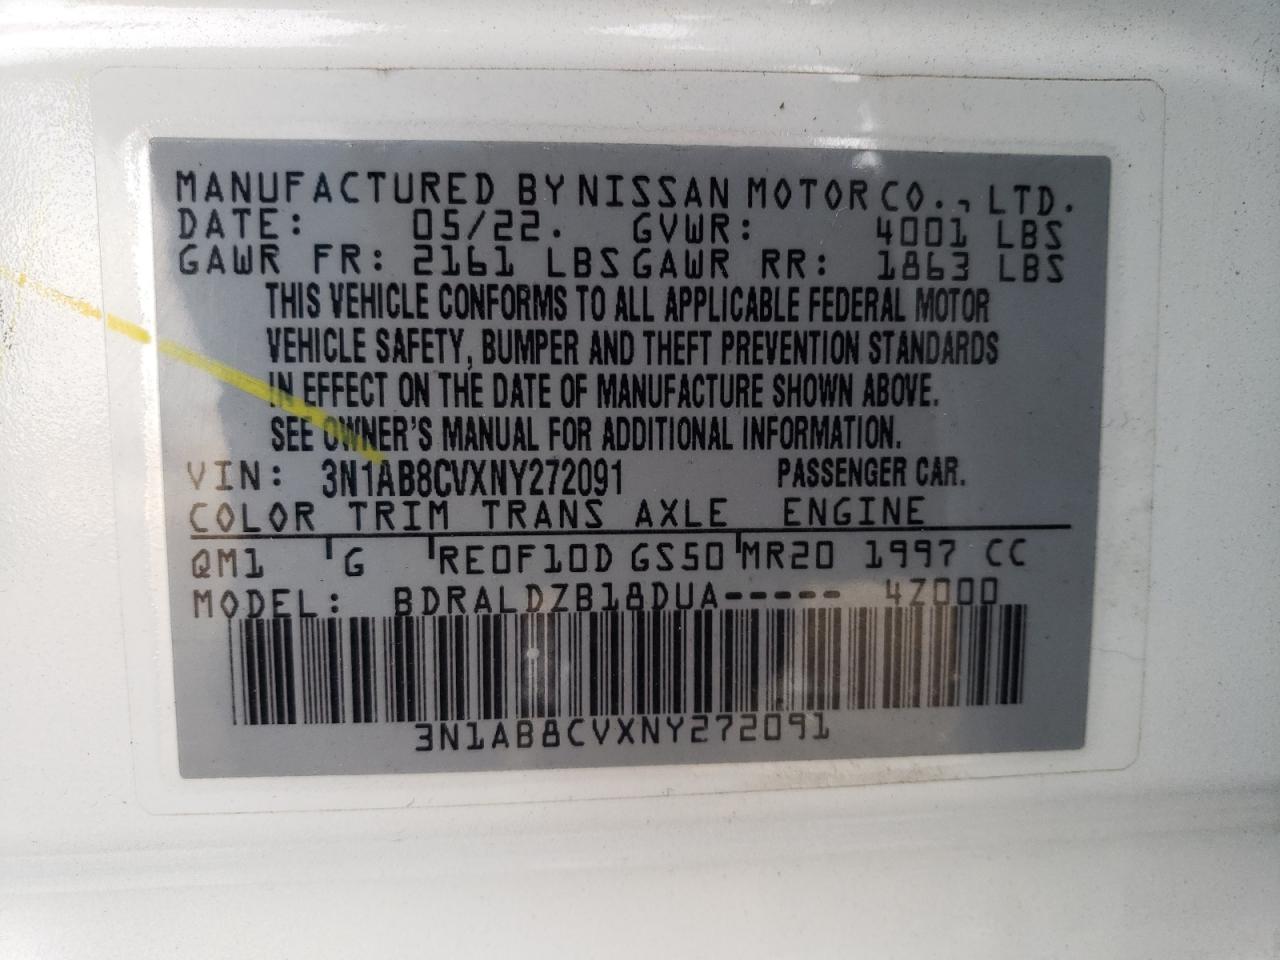 MANUFACTURED BY NISSAN MOTOR CO., LTD.
DATE: 05/22. GVWR: 4001 LBS
GAWR FR: 2161 LBS GAWR RR: 1863 LBS
THIS VEHICLE CONFORMS TO ALL APPLICABLE FEDERAL MOTOR
VEHICLE SAFETY, BUMPER AND THEFT PREVENTION STANDARDS
IN EFFECT ON THE DATE OF MANUFACTURE SHOWN ABOVE.
SEE OWNER'S MANUAL FOR ADDITIONAL INFORMATION.
VIN: 3N1AB8CVXNY272091 PASSENGER CAR.
COLOR TRIM TRANS AXLE ENGINE
QM1 G RE0F10D GS50 MR20 1997 CC
MODEL: BDRALDZB18DUA----- 4Z000
3N1AB8CVXNY272091